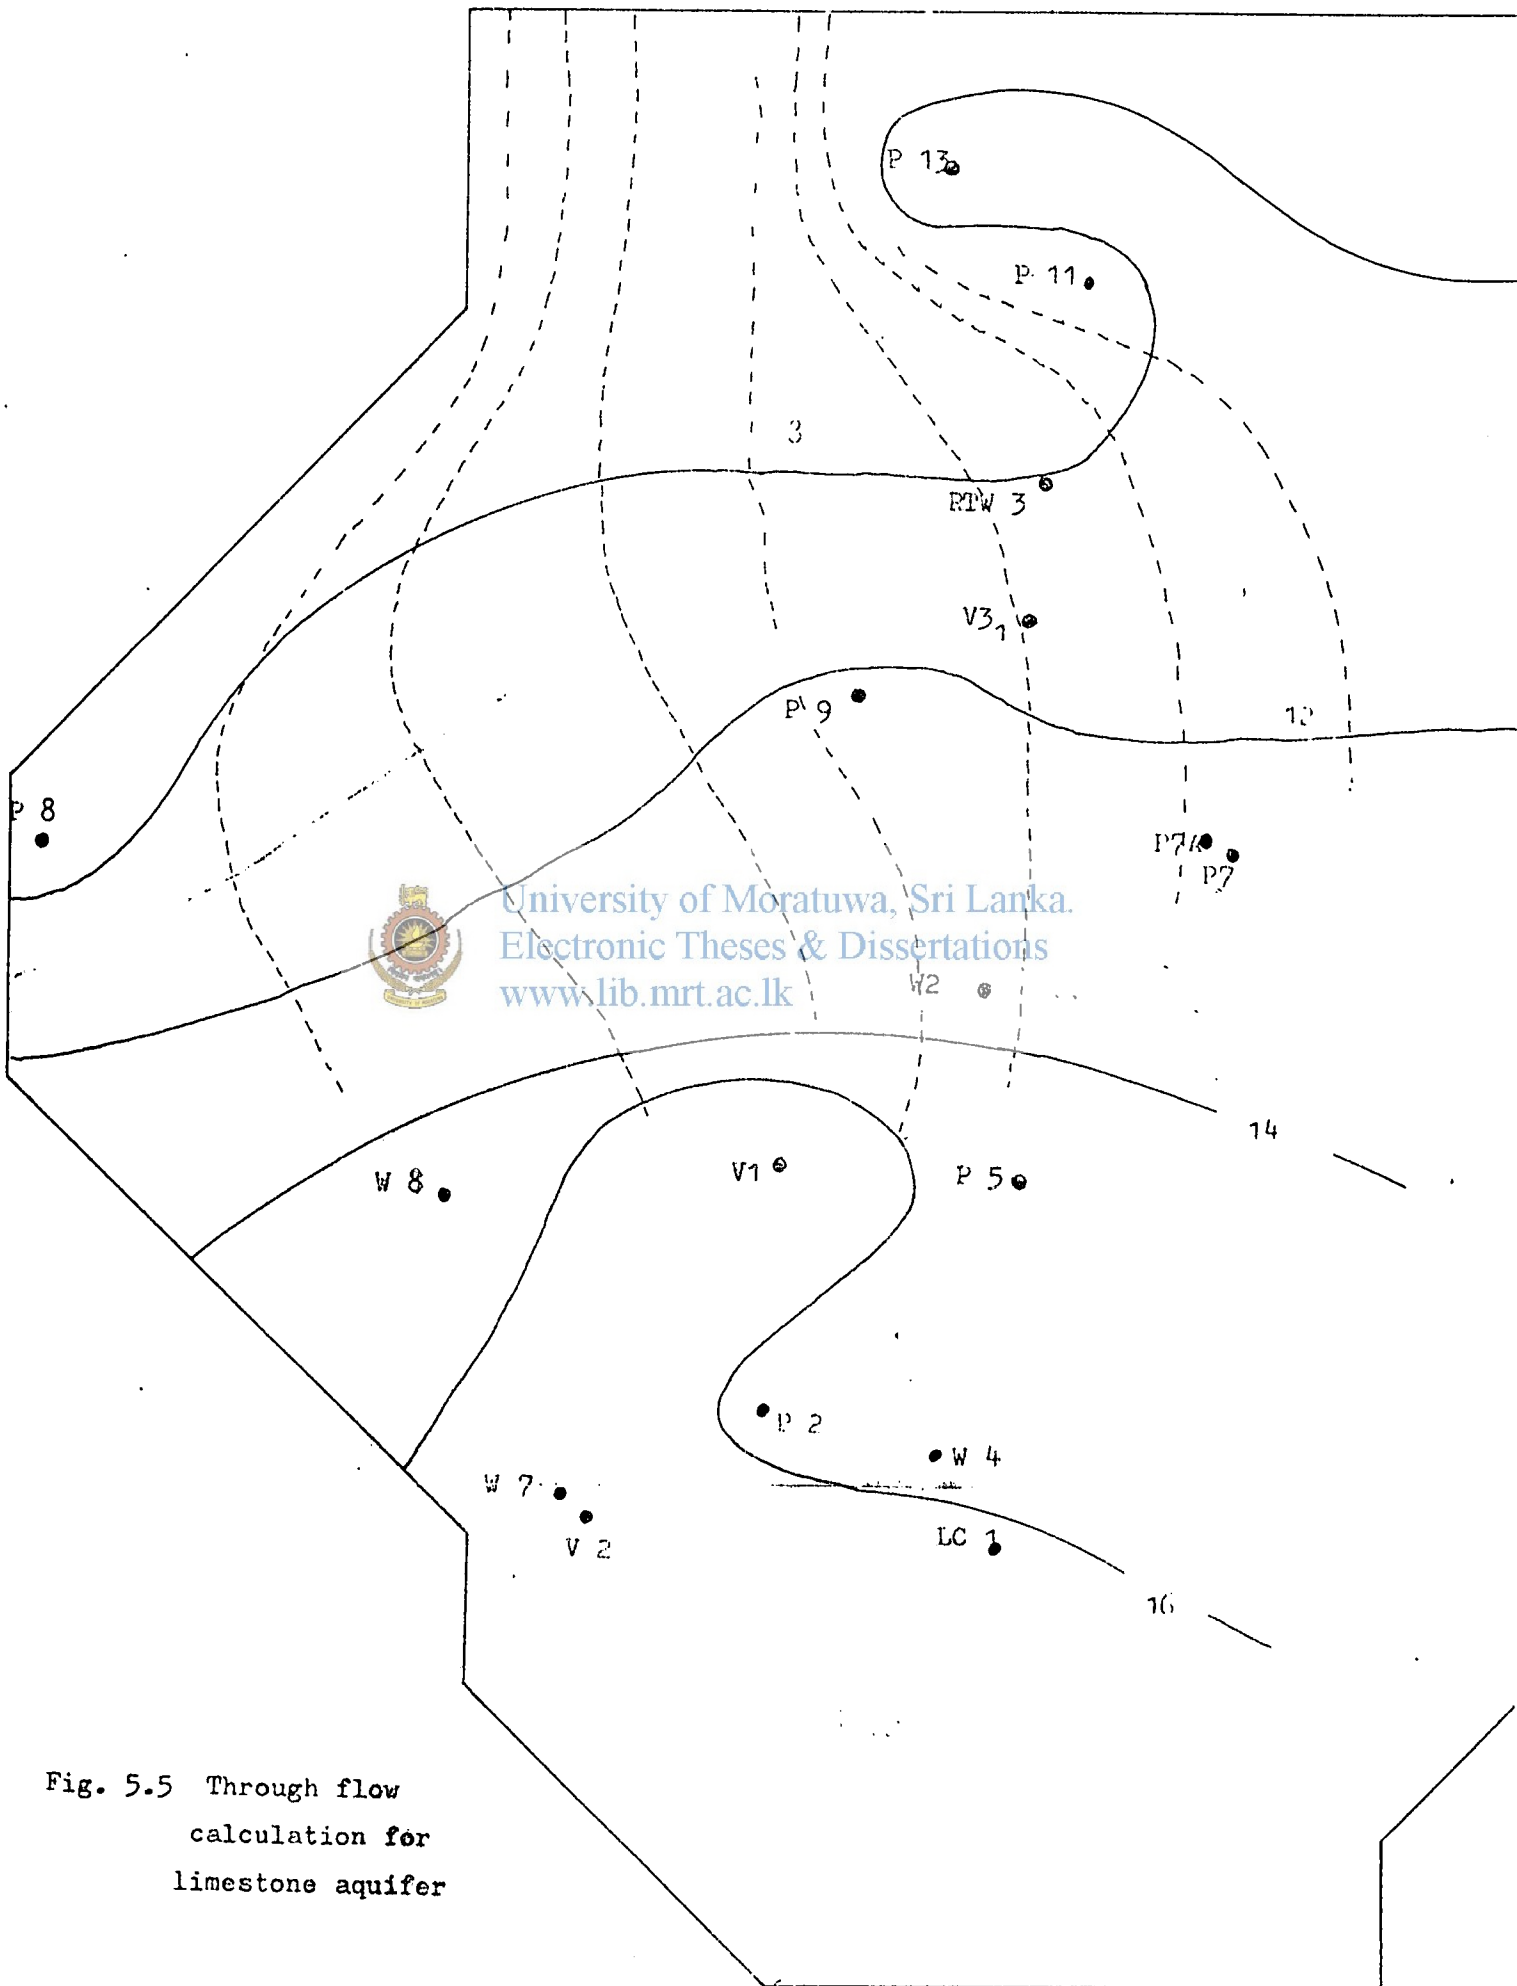 P 13
P 11
3
RTW 3
V3₁
P 9
12
P 8
P7A
P7
University of Moratuwa, Sri Lanka.
Electronic Theses & Dissertations
www.lib.mrt.ac.lk
W2
14
W 8
V1
P 5
P 2
W 4
W 7
V 2
LC 1
16
Fig. 5.5 Through flow
calculation for
limestone aquifer